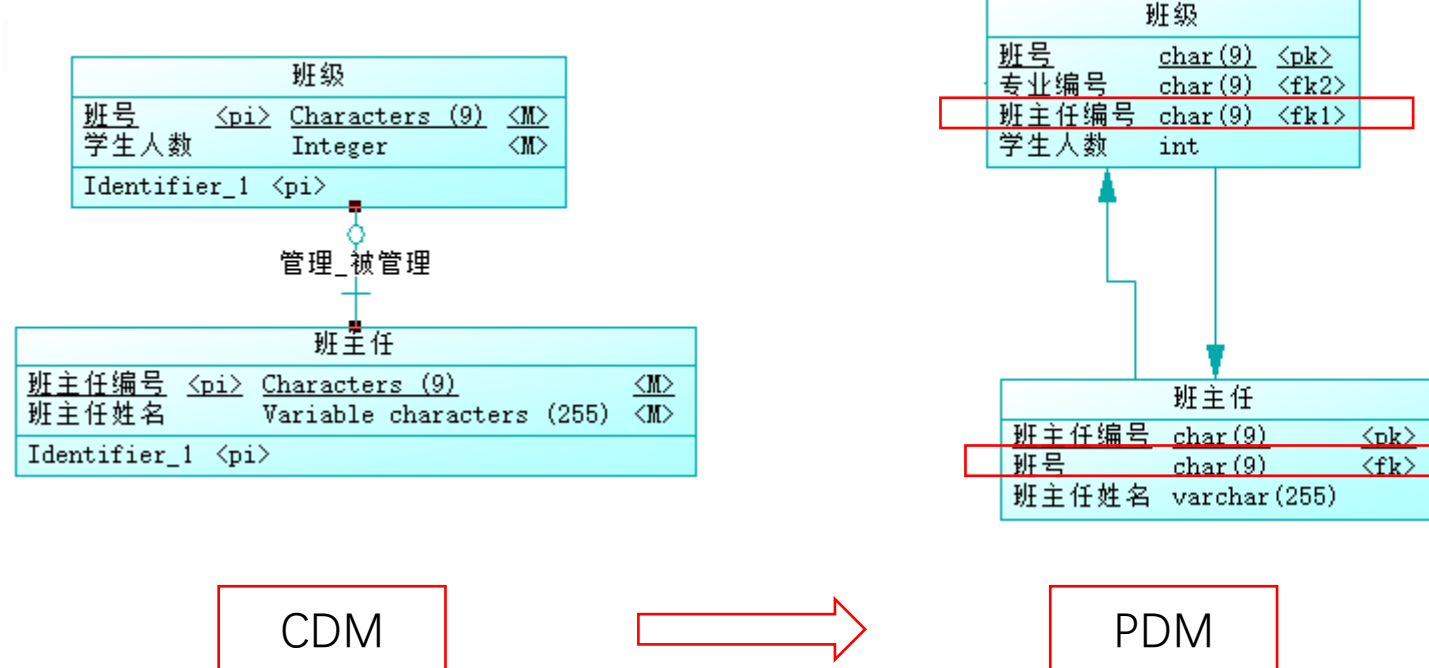 班级
班号 <pi> Characters (9) <M>
学生人数 Integer <M>
Identifier_1 <pi>
管理_被管理
班主任
班主任编号 <pi> Characters (9) <M>
班主任姓名 Variable characters (255) <M>
Identifier_1 <pi>
班级
班号 char(9) <pk>
专业编号 char(9) <fk2>
班主任编号 char(9) <fk1>
学生人数 int
班主任
班主任编号 char(9) <pk>
班号 char(9) <fk>
班主任姓名 varchar(255)
CDM
PDM